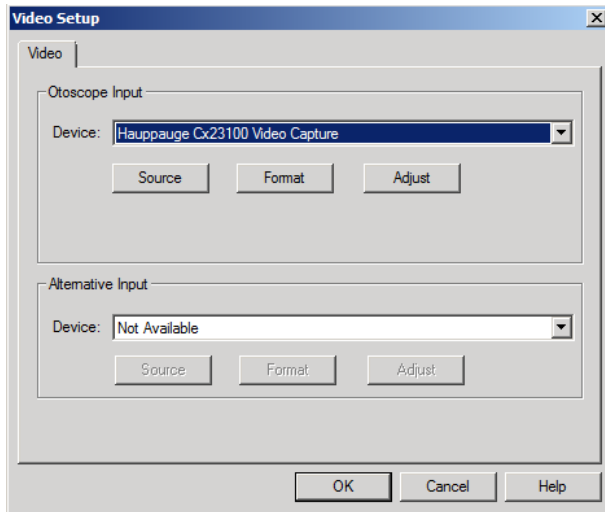 Video Setup
Video
Otoscope Input
Device: Hauppauge Cx23100 Video Capture
Source Format Adjust
Alternative Input
Device: Not Available
Source Format Adjust
OK Cancel Help